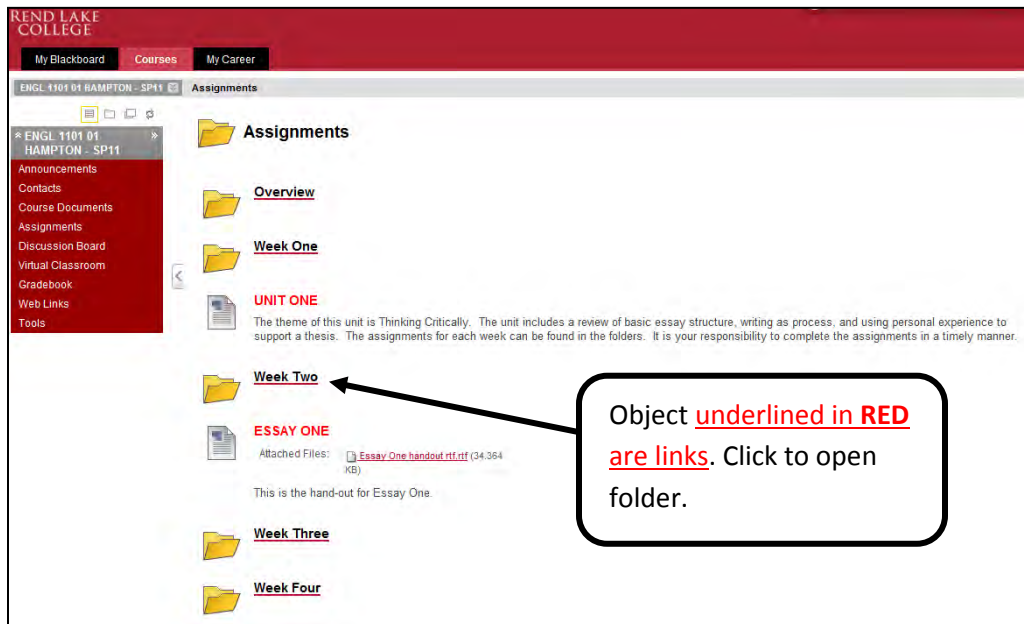 REND LAKE
COLLEGE
My Blackboard Courses My Career
ENGL 1101 01 HAMPTON - SP11 Assignments
ENGL 1101 01
HAMPTON - SP11
Announcements
Contacts
Course Documents
Assignments
Discussion Board
Virtual Classroom
Gradebook
Web Links
Tools
Assignments
Overview
Week One
UNIT ONE
The theme of this unit is Thinking Critically. The unit includes a review of basic essay structure, writing as process, and using personal experience to
support a thesis. The assignments for each week can be found in the folders. It is your responsibility to complete the assignments in a timely manner.
Week Two
ESSAY ONE
Attached Files: Essay One handout rtf.rtf (34.364
KB)
This is the hand-out for Essay One.
Week Three
Week Four
Object underlined in RED
are links. Click to open
folder.